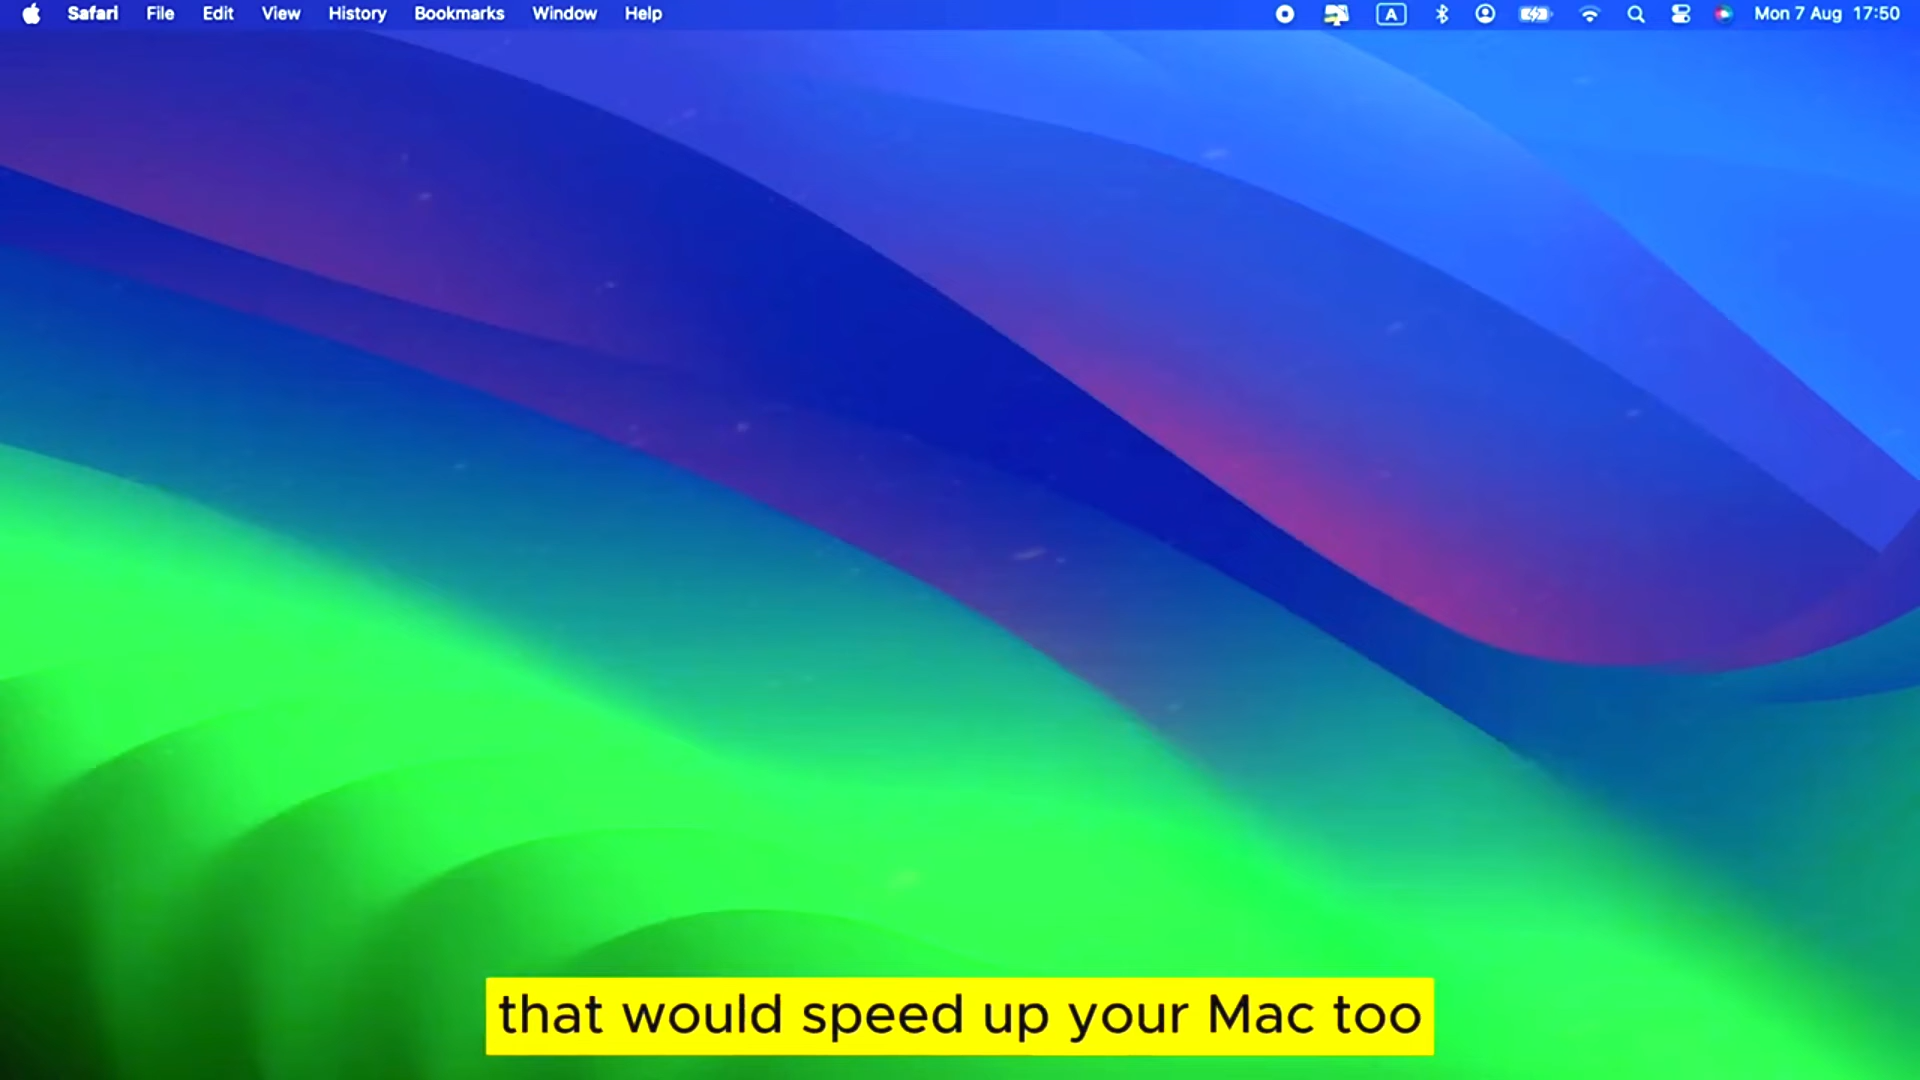 Safari File Edit View History Bookmarks Window Help A Mon 7 Aug 17:50
that would speed up your Mac too